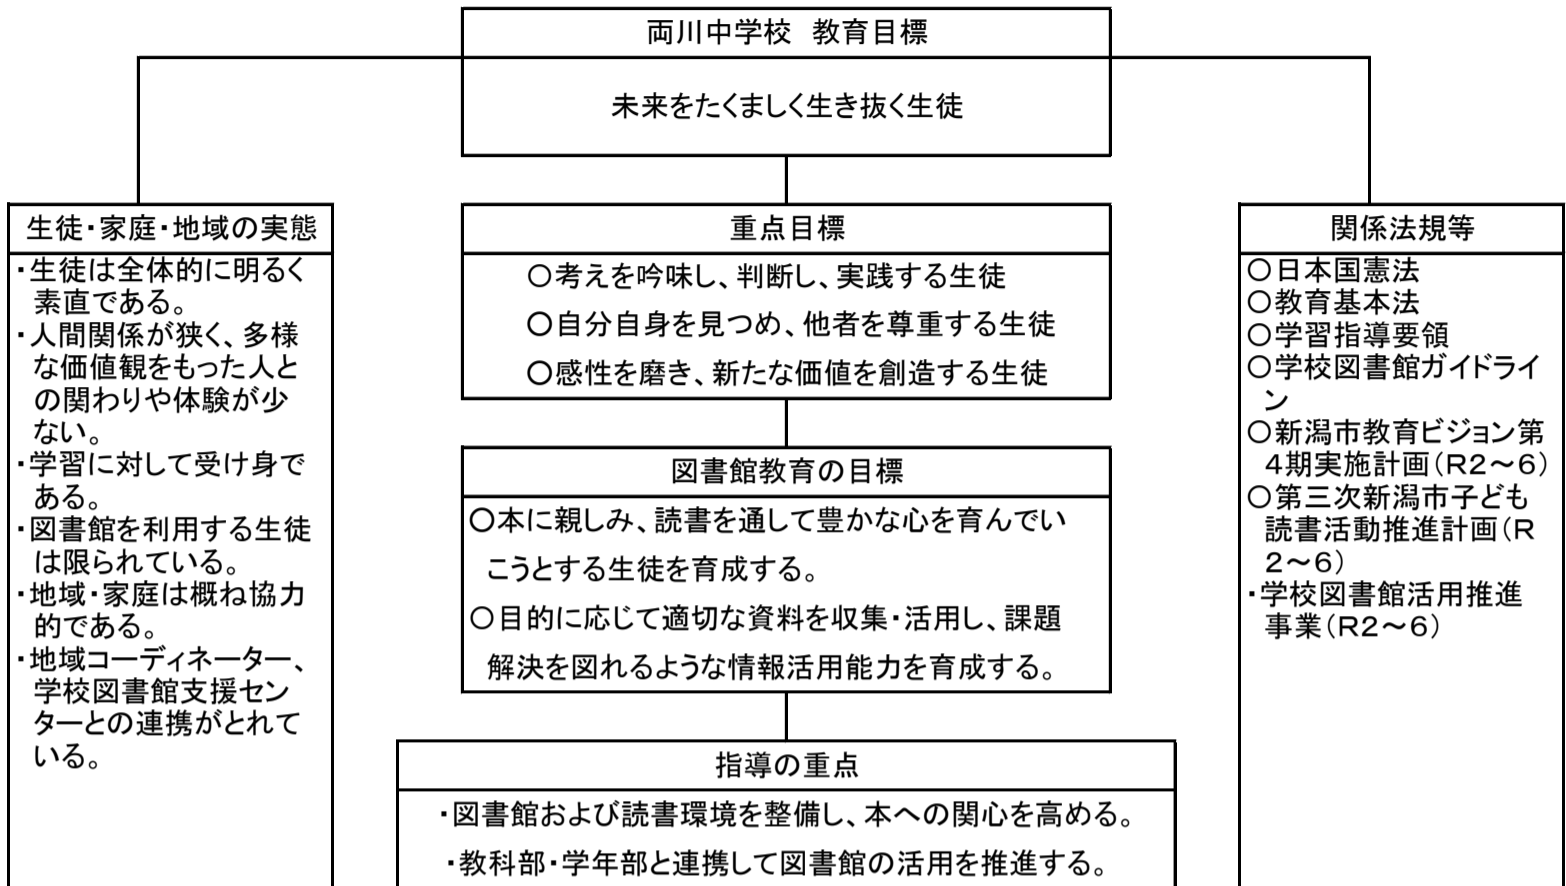 両川中学校 教育目標
未来をたくましく生き抜く生徒
生徒・家庭・地域の実態
・生徒は全体的に明るく
素直である。
・人間関係が狭く、多様
な価値観をもった人と
の関わりや体験が少
ない。
・学習に対して受け身で
ある。
・図書館を利用する生徒
は限られている。
・地域・家庭は概ね協力
的である。
・地域コーディネーター、
学校図書館支援セン
ターとの連携がとれて
いる。
重点目標
○考えを吟味し、判断し、実践する生徒
○自分自身を見つめ、他者を尊重する生徒
○感性を磨き、新たな価値を創造する生徒
図書館教育の目標
○本に親しみ、読書を通して豊かな心を育んでい
こうとする生徒を育成する。
○目的に応じて適切な資料を収集・活用し、課題
解決を図れるような情報活用能力を育成する。
指導の重点
・図書館および読書環境を整備し、本への関心を高める。
・教科部・学年部と連携して図書館の活用を推進する。
関係法規等
○日本国憲法
○教育基本法
○学習指導要領
○学校図書館ガイドライ
ン
○新潟市教育ビジョン第
４期実施計画（Ｒ２～６）
○第三次新潟市子ども
読書活動推進計画（Ｒ
２～６）
・学校図書館活用推進
事業（Ｒ２～６）